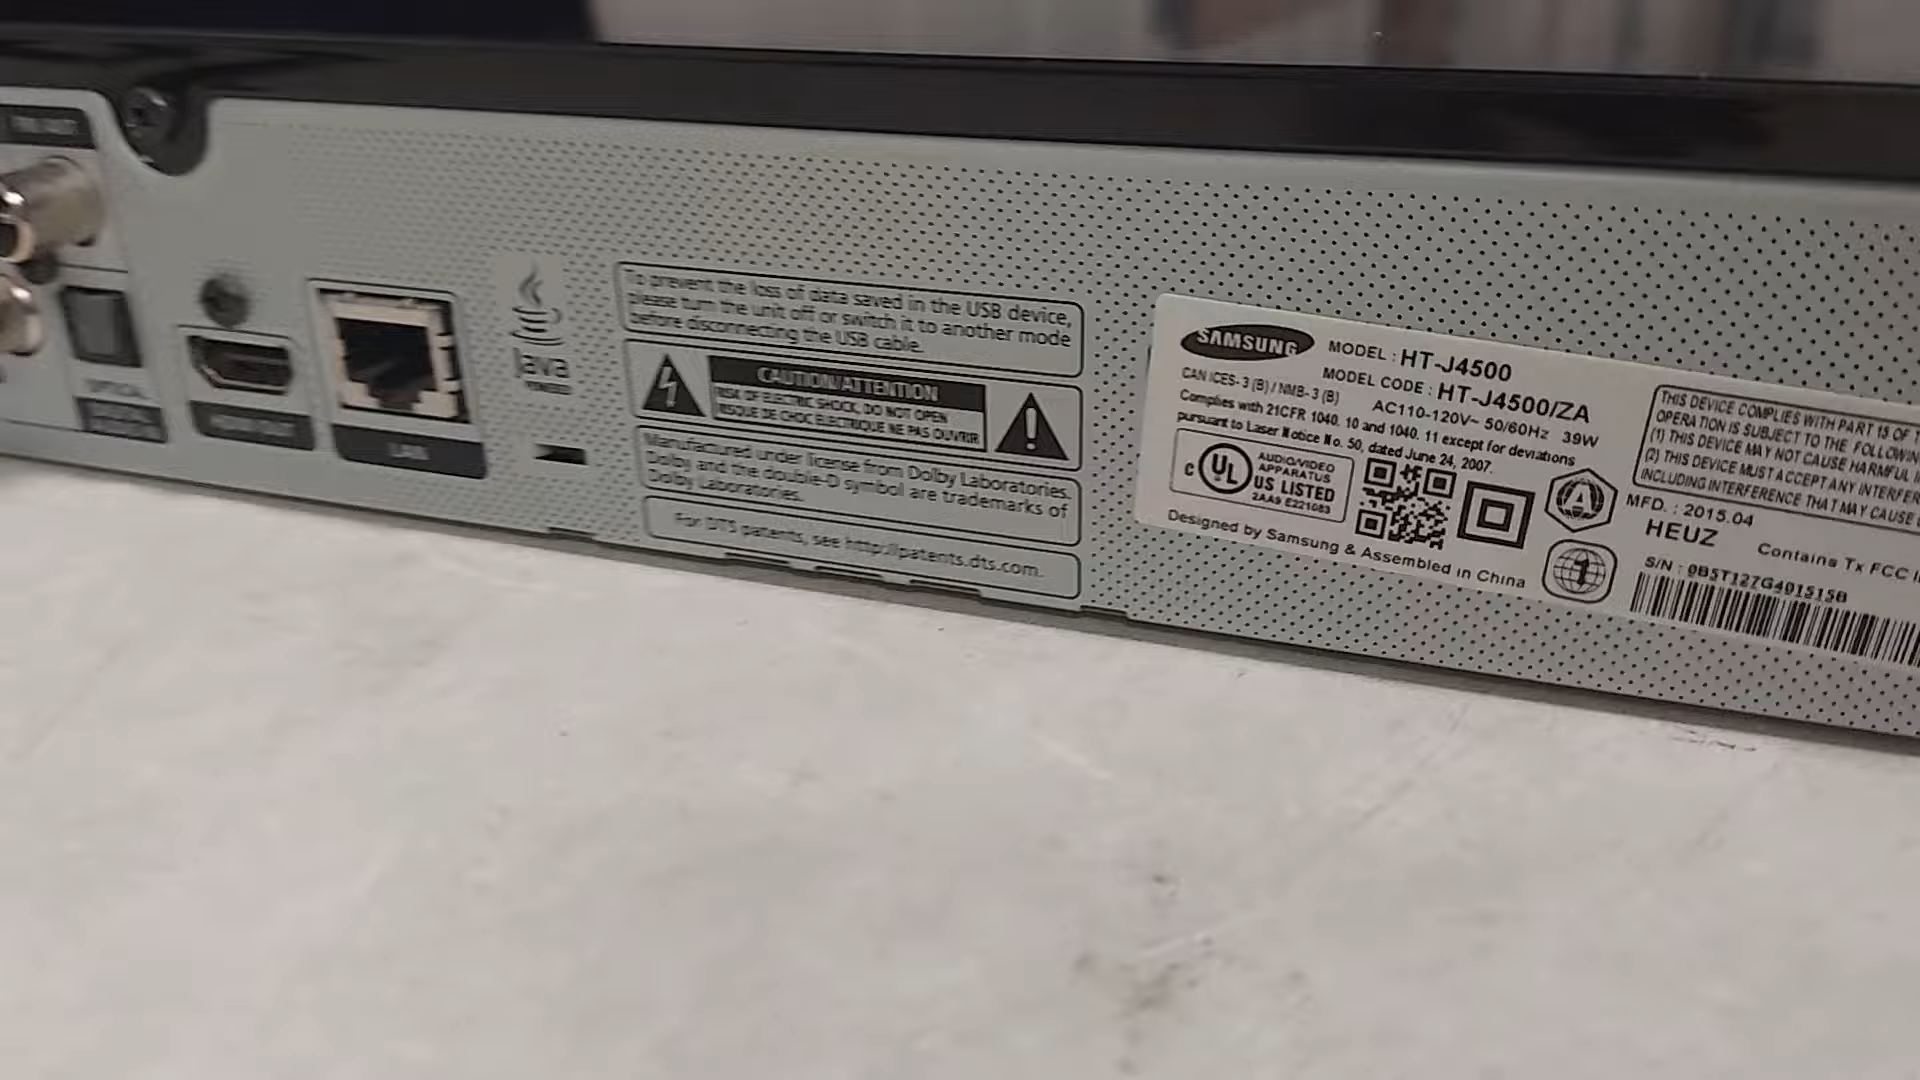 OPTICAL
LAN
Java
POWERED
To prevent the loss of data saved in the USB device,
please turn the unit off or switch it to another mode
before disconnecting the USB cable.
CAUTION/ATTENTION
RISK OF ELECTRIC SHOCK, DO NOT OPEN
RISQUE DE CHOC ELECTRIQUE NE PAS OUVRIR
Manufactured under license from Dolby Laboratories.
Dolby and the double-D symbol are trademarks of
Dolby Laboratories.
For DTS patents, see http://patents.dts.com.
SAMSUNG
MODEL : HT-J4500
MODEL CODE : HT-J4500/ZA
CAN ICES-3 (B) / NMB-3 (B)
AC110-120V~ 50/60Hz 39W
Complies with 21CFR 1040. 10 and 1040. 11 except for deviations
pursuant to Laser Notice No. 50, dated June 24, 2007.
C UL
AUDIO/VIDEO
APPARATUS
US LISTED
2AA9 E221083
Designed by Samsung & Assembled in China
A
1
THIS DEVICE COMPLIES WITH PART 15 OF
OPERATION IS SUBJECT TO THE FOLLOWIN
(1) THIS DEVICE MAY NOT CAUSE HARMFUL
(2) THIS DEVICE MUST ACCEPT ANY INTERFER
INCLUDING INTERFERENCE THAT MAY CAUSE
MFD. : 2015.04
HEUZ
Contains Tx FCC
S/N : 0B5T127G401515B